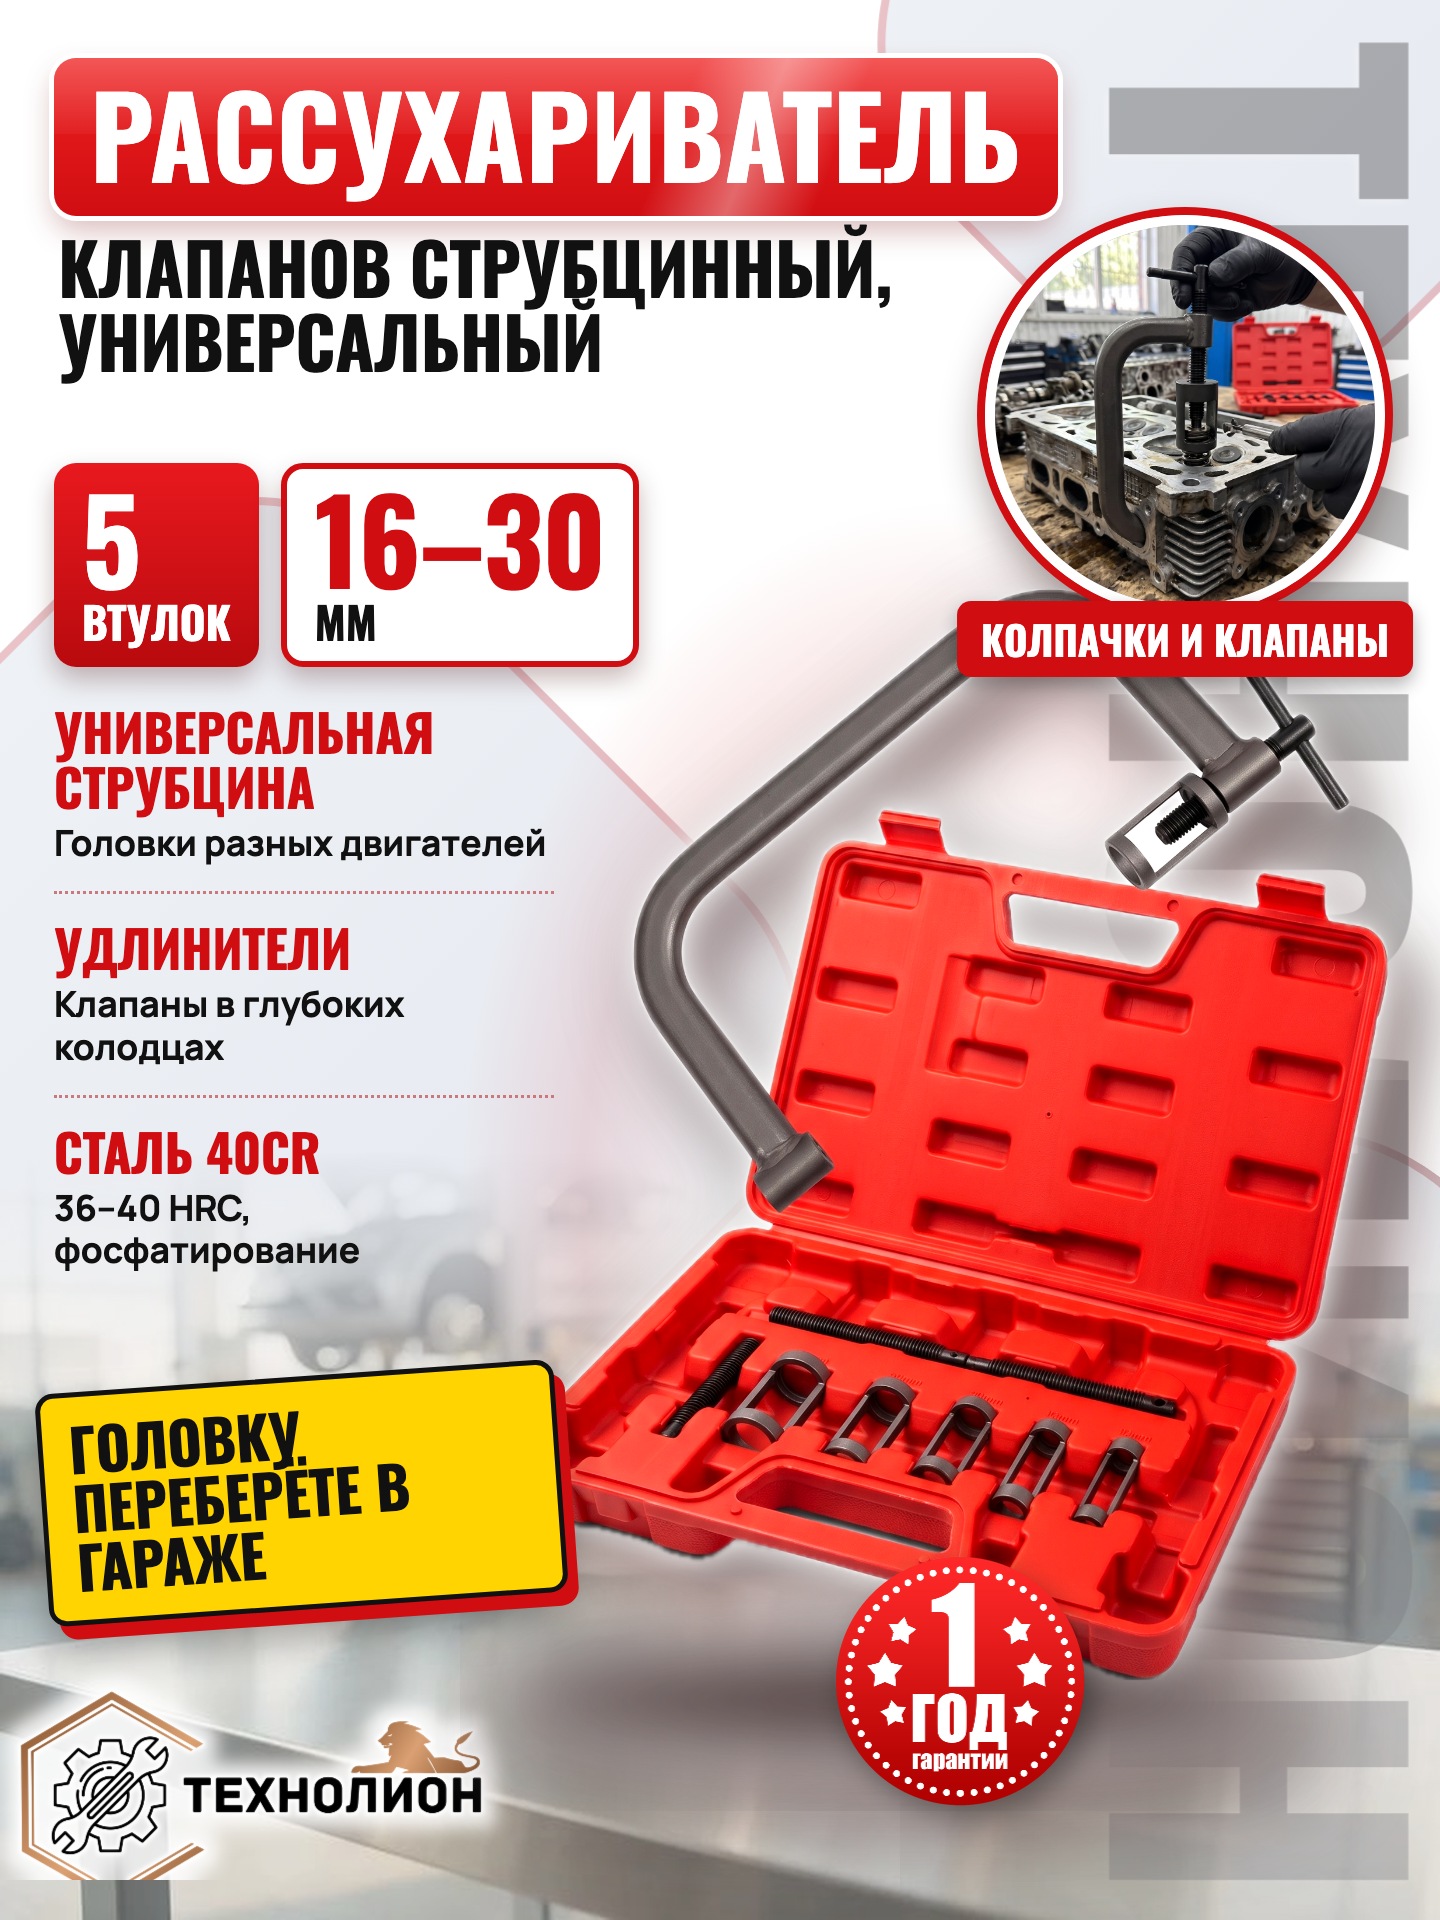 РАССУХАРИВАТЕЛЬ
КЛАПАНОВ СТРУБЦИННЫЙ,
УНИВЕРСАЛЬНЫЙ
5
ВТУЛОК
16–30
ММ
КОЛПАЧКИ И КЛАПАНЫ
УНИВЕРСАЛЬНАЯ
СТРУБЦИНА
Головки разных двигателей
УДЛИНИТЕЛИ
Клапаны в глубоких
колодцах
СТАЛЬ 40CR
36–40 HRC,
фосфатирование
ГОЛОВКУ
ПЕРЕБЕРЁТЕ В
ГАРАЖЕ
1
ГОД
гарантии
ТЕХНОЛИОН